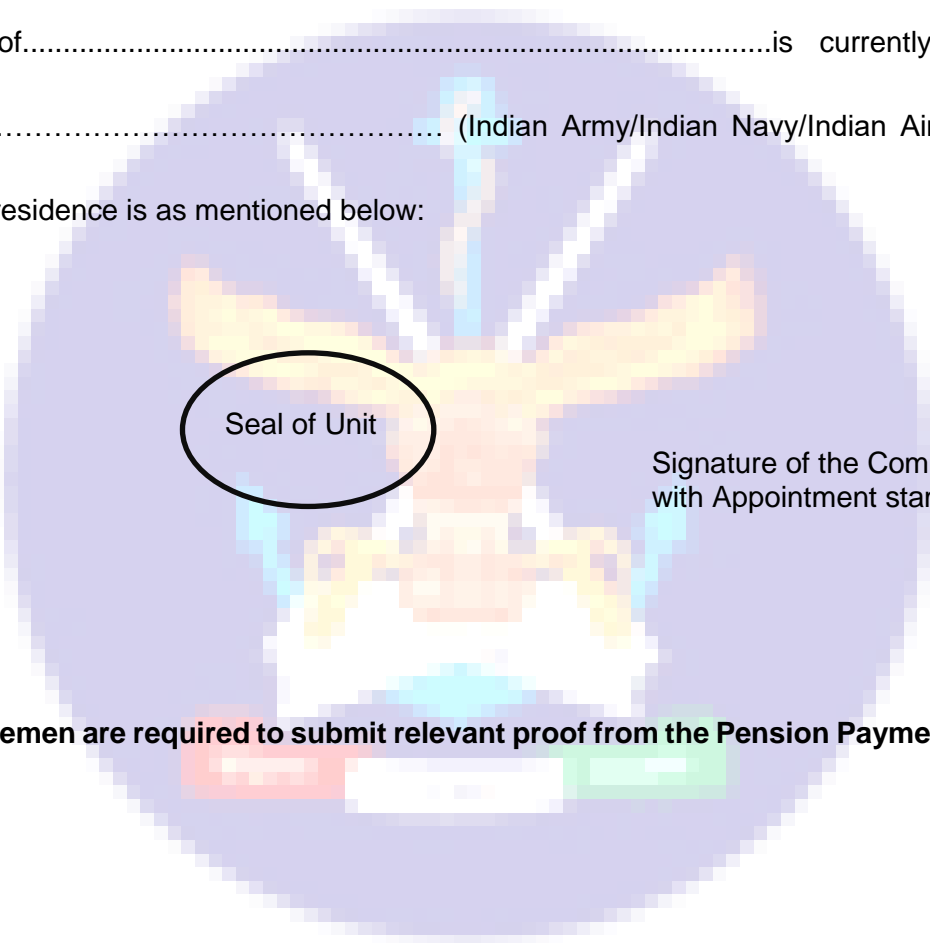 of............................................................................................is currently
................................................ (Indian Army/Indian Navy/Indian Air
residence is as mentioned below:
Seal of Unit
Signature of the Com
with Appointment star
emen are required to submit relevant proof from the Pension Payme